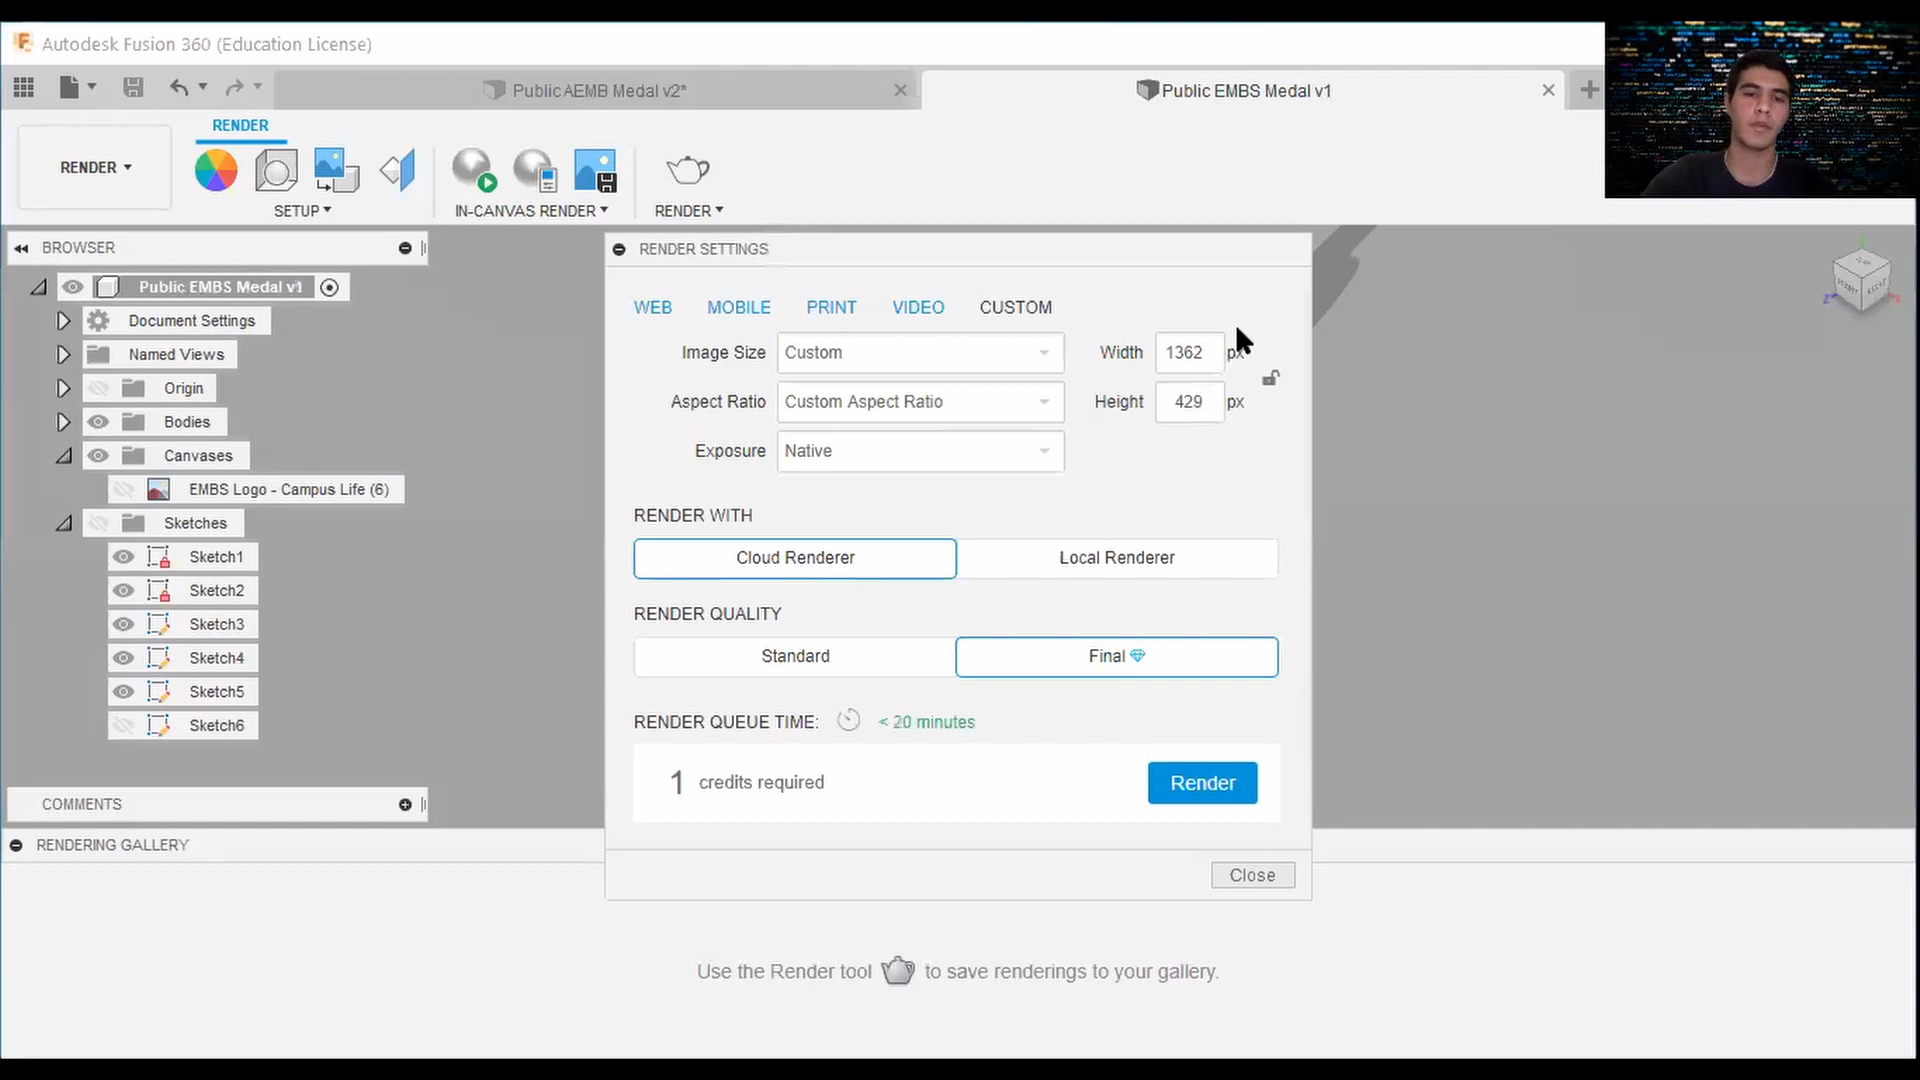 Autodesk Fusion 360 (Education License)
Public AEMB Medal v2*
Public EMBS Medal v1
RENDER
RENDER
SETUP
IN-CANVAS RENDER
RENDER
BROWSER
Public EMBS Medal v1
Document Settings
Named Views
Origin
Bodies
Canvases
EMBS Logo - Campus Life (6)
Sketches
Sketch1
Sketch2
Sketch3
Sketch4
Sketch5
Sketch6
COMMENTS
RENDERING GALLERY
RENDER SETTINGS
WEB MOBILE PRINT VIDEO CUSTOM
Image Size Custom Width 1362 px
Aspect Ratio Custom Aspect Ratio Height 429 px
Exposure Native
RENDER WITH
Cloud Renderer Local Renderer
RENDER QUALITY
Standard Final
RENDER QUEUE TIME: < 20 minutes
1 credits required Render
Close
Use the Render tool to save renderings to your gallery.